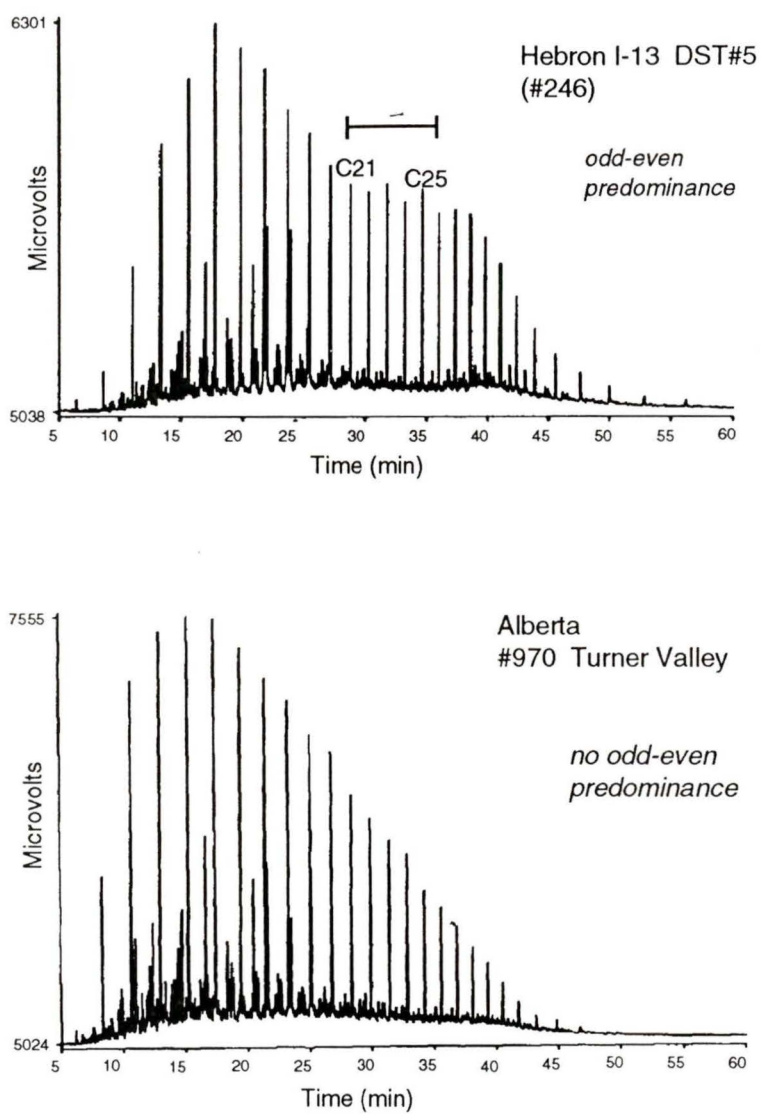 6301
Hebron I-13 DST#5
(#246)
odd-even
predominance
C21
C25
Microvolts
5038
5 10 15 20 25 30 35 40 45 50 55 60
Time (min)
7555
Alberta
#970 Turner Valley
no odd-even
predominance
Microvolts
5024
5 10 15 20 25 30 35 40 45 50 55 60
Time (min)